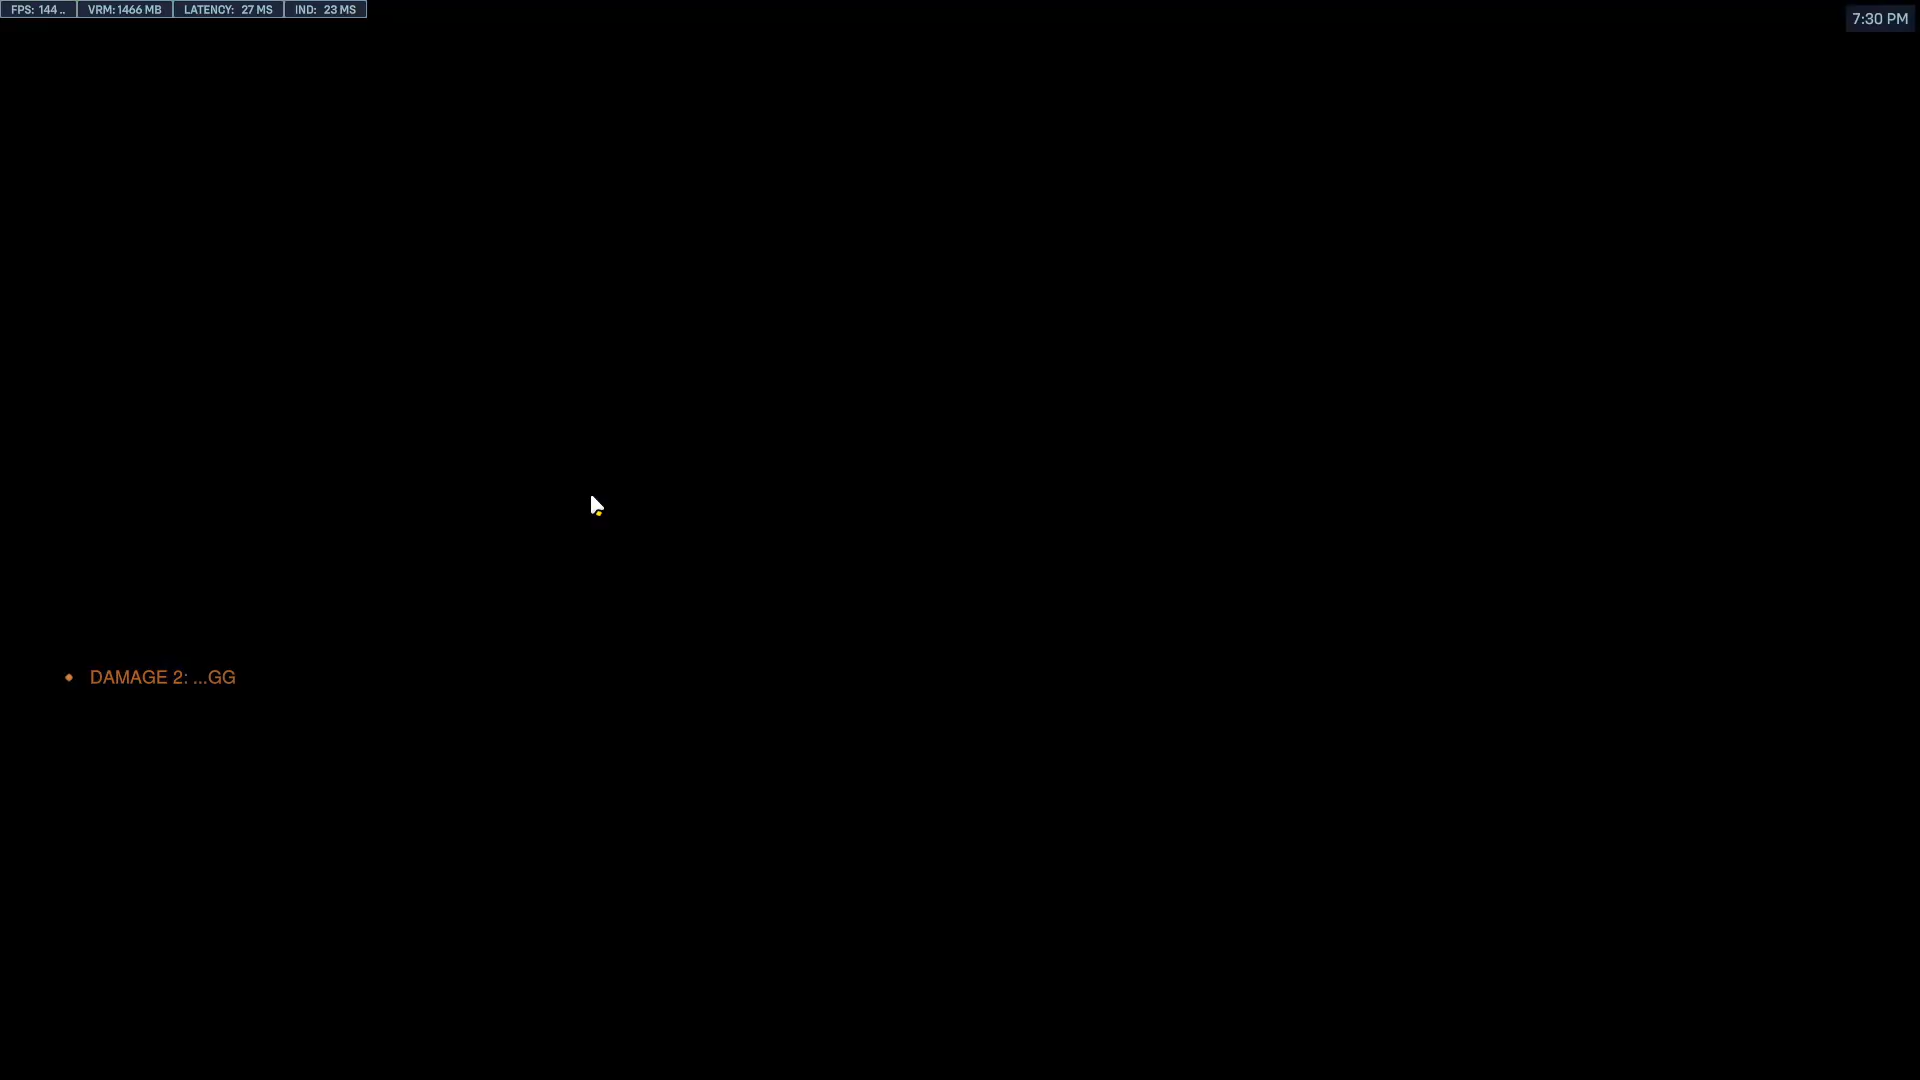 FPS: 144 .. VRM: 1466 MB LATENCY: 27 MS IND: 23 MS
7:30 PM
DAMAGE 2: ...GG